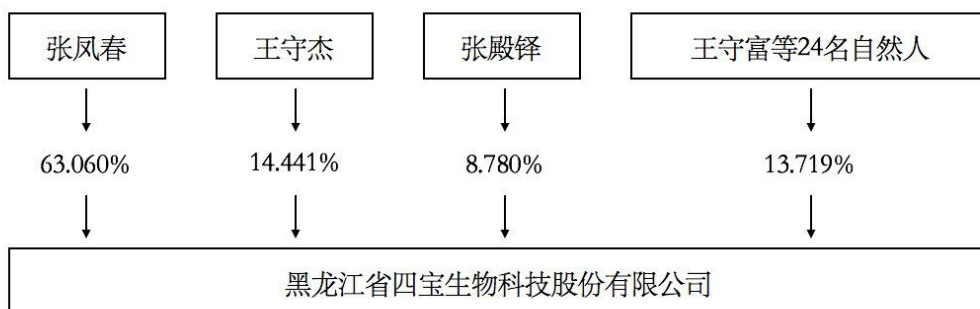 张凤春 王守杰 张殿铎 王守富等24名自然人
63.060% 14.441% 8.780% 13.719%
黑龙江省四宝生物科技股份有限公司